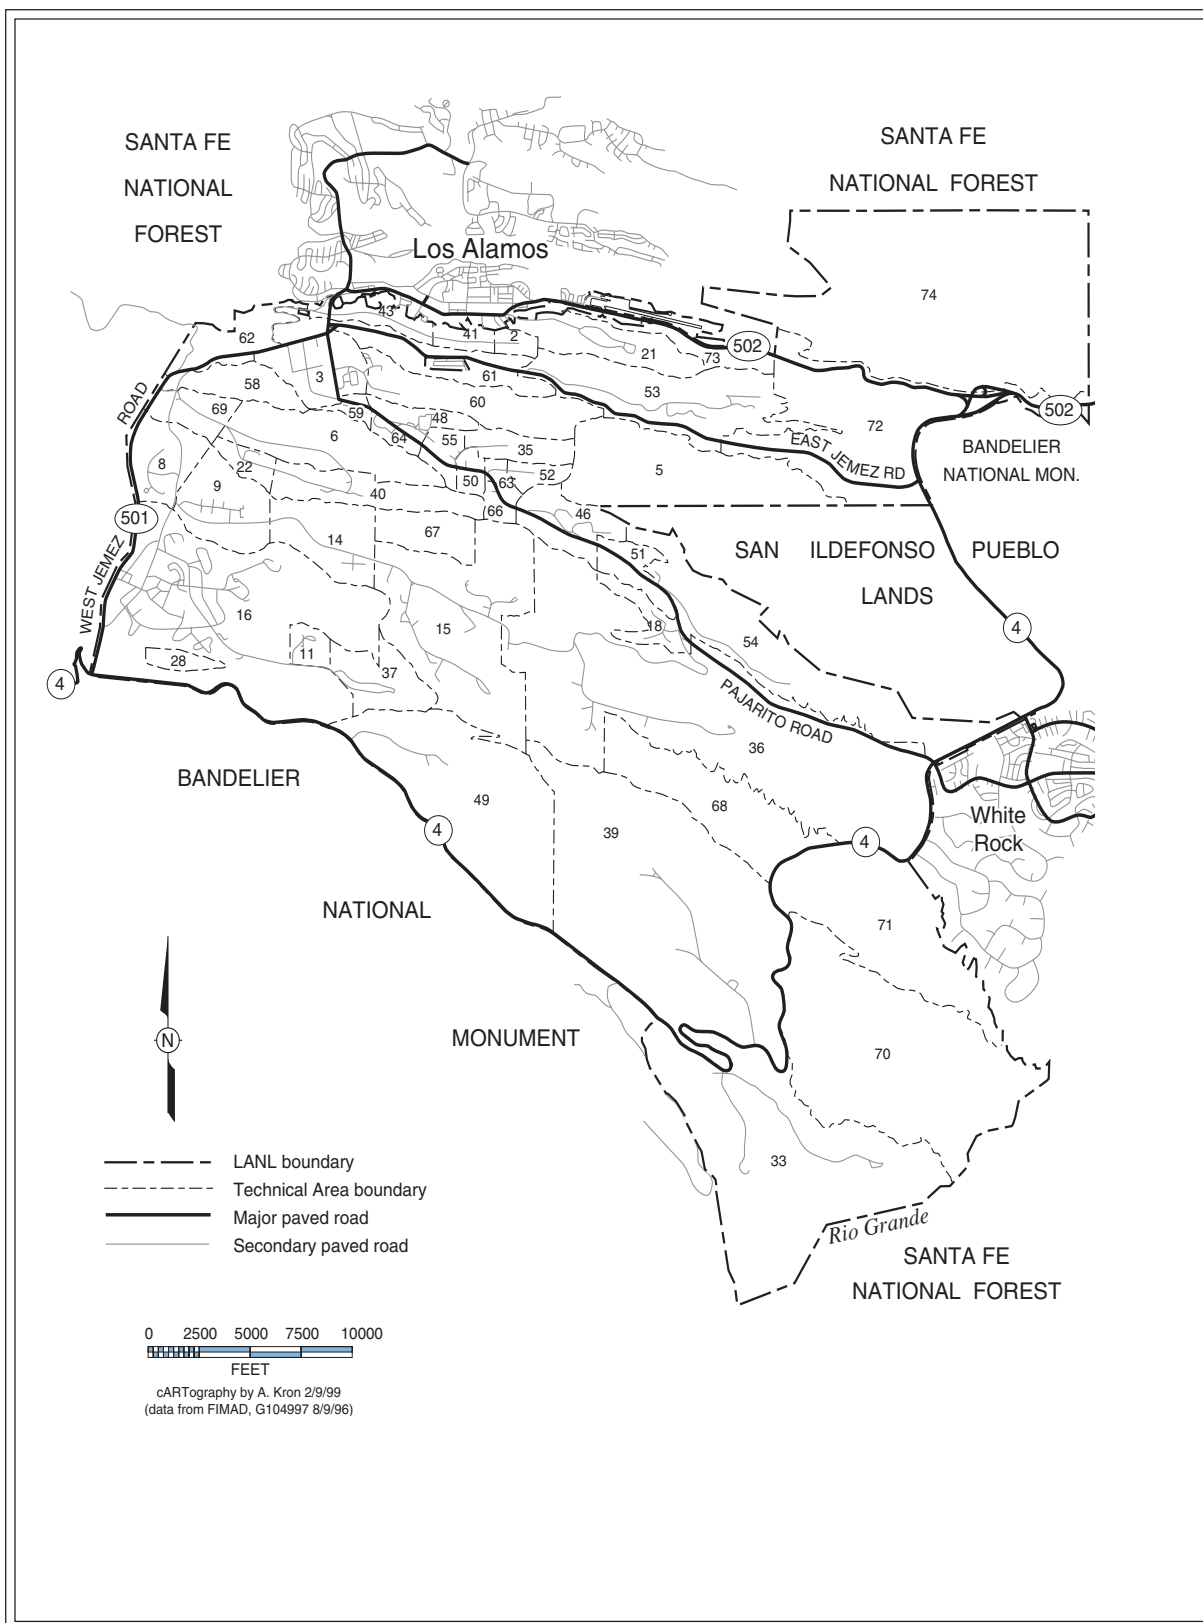 SANTA FE
NATIONAL
FOREST
SANTA FE
NATIONAL FOREST
Los Alamos
74
43
62
41
2
21
73
502
58
3
61
53
60
502
69
59
48
6
64
55
35
72
EAST JEMEZ RD
BANDELIER
NATIONAL MON.
ROAD
8
22
9
50
63
52
5
40
66
46
501
14
67
51
SAN ILDEFONSO PUEBLO
LANDS
WEST JEMEZ
16
15
18
54
4
28
11
37
4
PAJARITO ROAD
36
BANDELIER
49
39
68
4
4
White
Rock
NATIONAL
71
MONUMENT
N
70
33
LANL boundary
Technical Area boundary
Major paved road
Secondary paved road
Rio Grande
SANTA FE
NATIONAL FOREST
0 2500 5000 7500 10000
FEET
cARTography by A. Kron 2/9/99
(data from FIMAD, G104997 8/9/96)